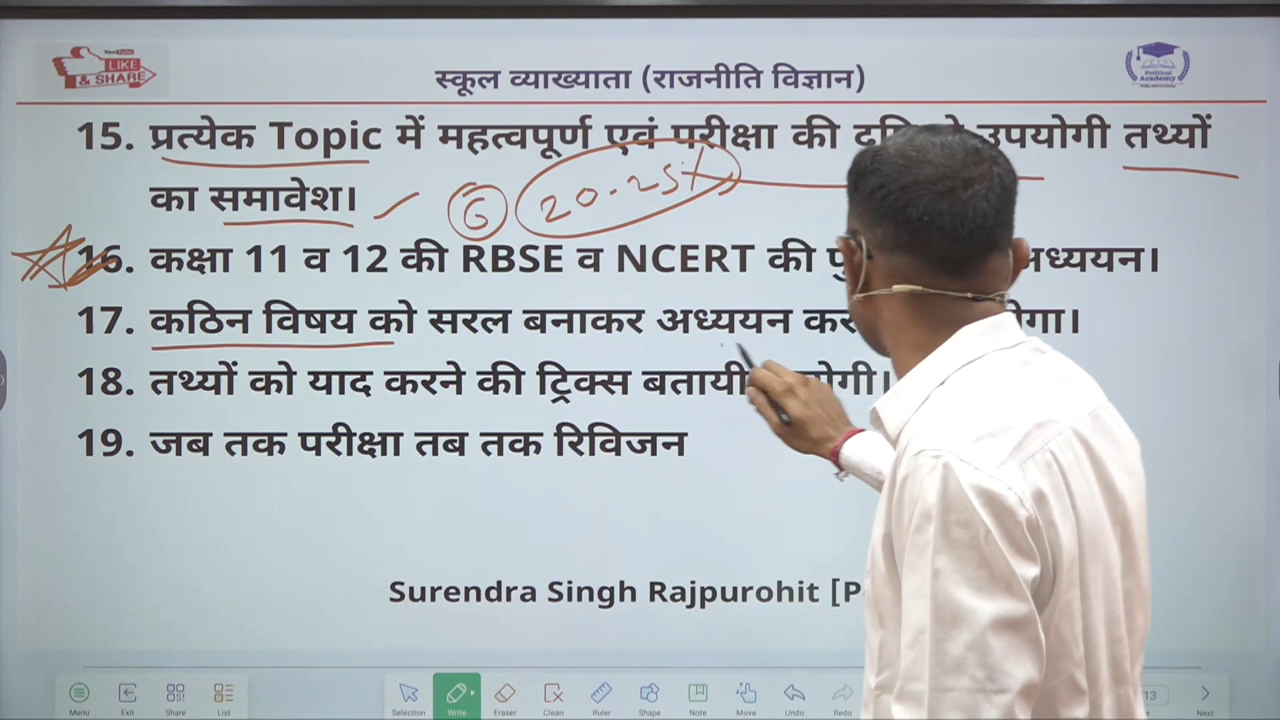 LIKE
& SHARE
स्कूल व्याख्याता (राजनीति विज्ञान)
Political
Academy
15. प्रत्येक Topic में महत्वपूर्ण एवं परीक्षा की उपयोगी तथ्यों
का समावेश।
6 20-25
16. कक्षा 11 व 12 की RBSE व NCERT की अध्ययन।
17. कठिन विषय को सरल बनाकर अध्ययन
18. तथ्यों को याद करने की ट्रिक्स बतायी
19. जब तक परीक्षा तब तक रिविजन
Surendra Singh Rajpurohit
Menu Exit Share List Selection Write Eraser Clean Ruler Shape Note Move Undo Redo 13 Next